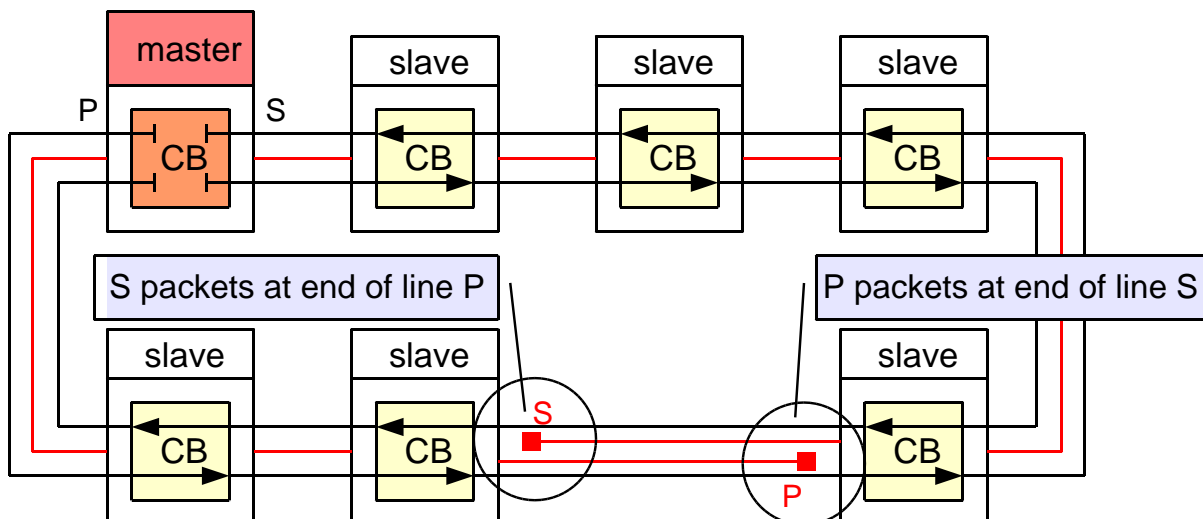 master
slave
slave
slave
P
S
CB
CB
CB
CB
S packets at end of line P
P packets at end of line S
slave
slave
slave
S
CB
CB
CB
P